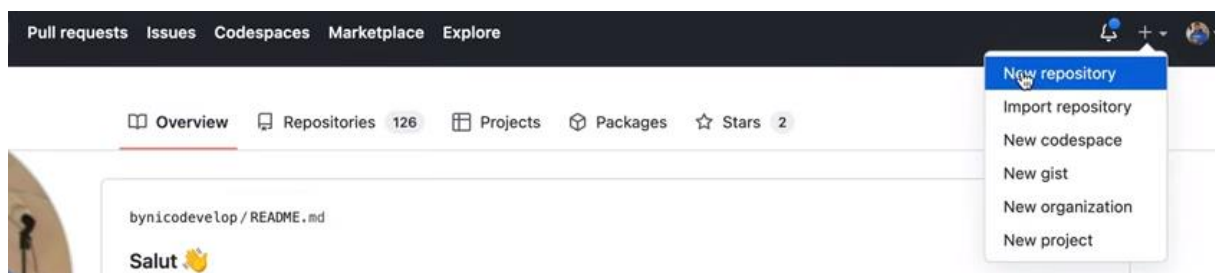 Pull requests Issues Codespaces Marketplace Explore
New repository
Import repository
New codespace
New gist
New organization
New project
Overview Repositories 126 Projects Packages Stars 2
bynicodevelop/README.md
Salut 👋